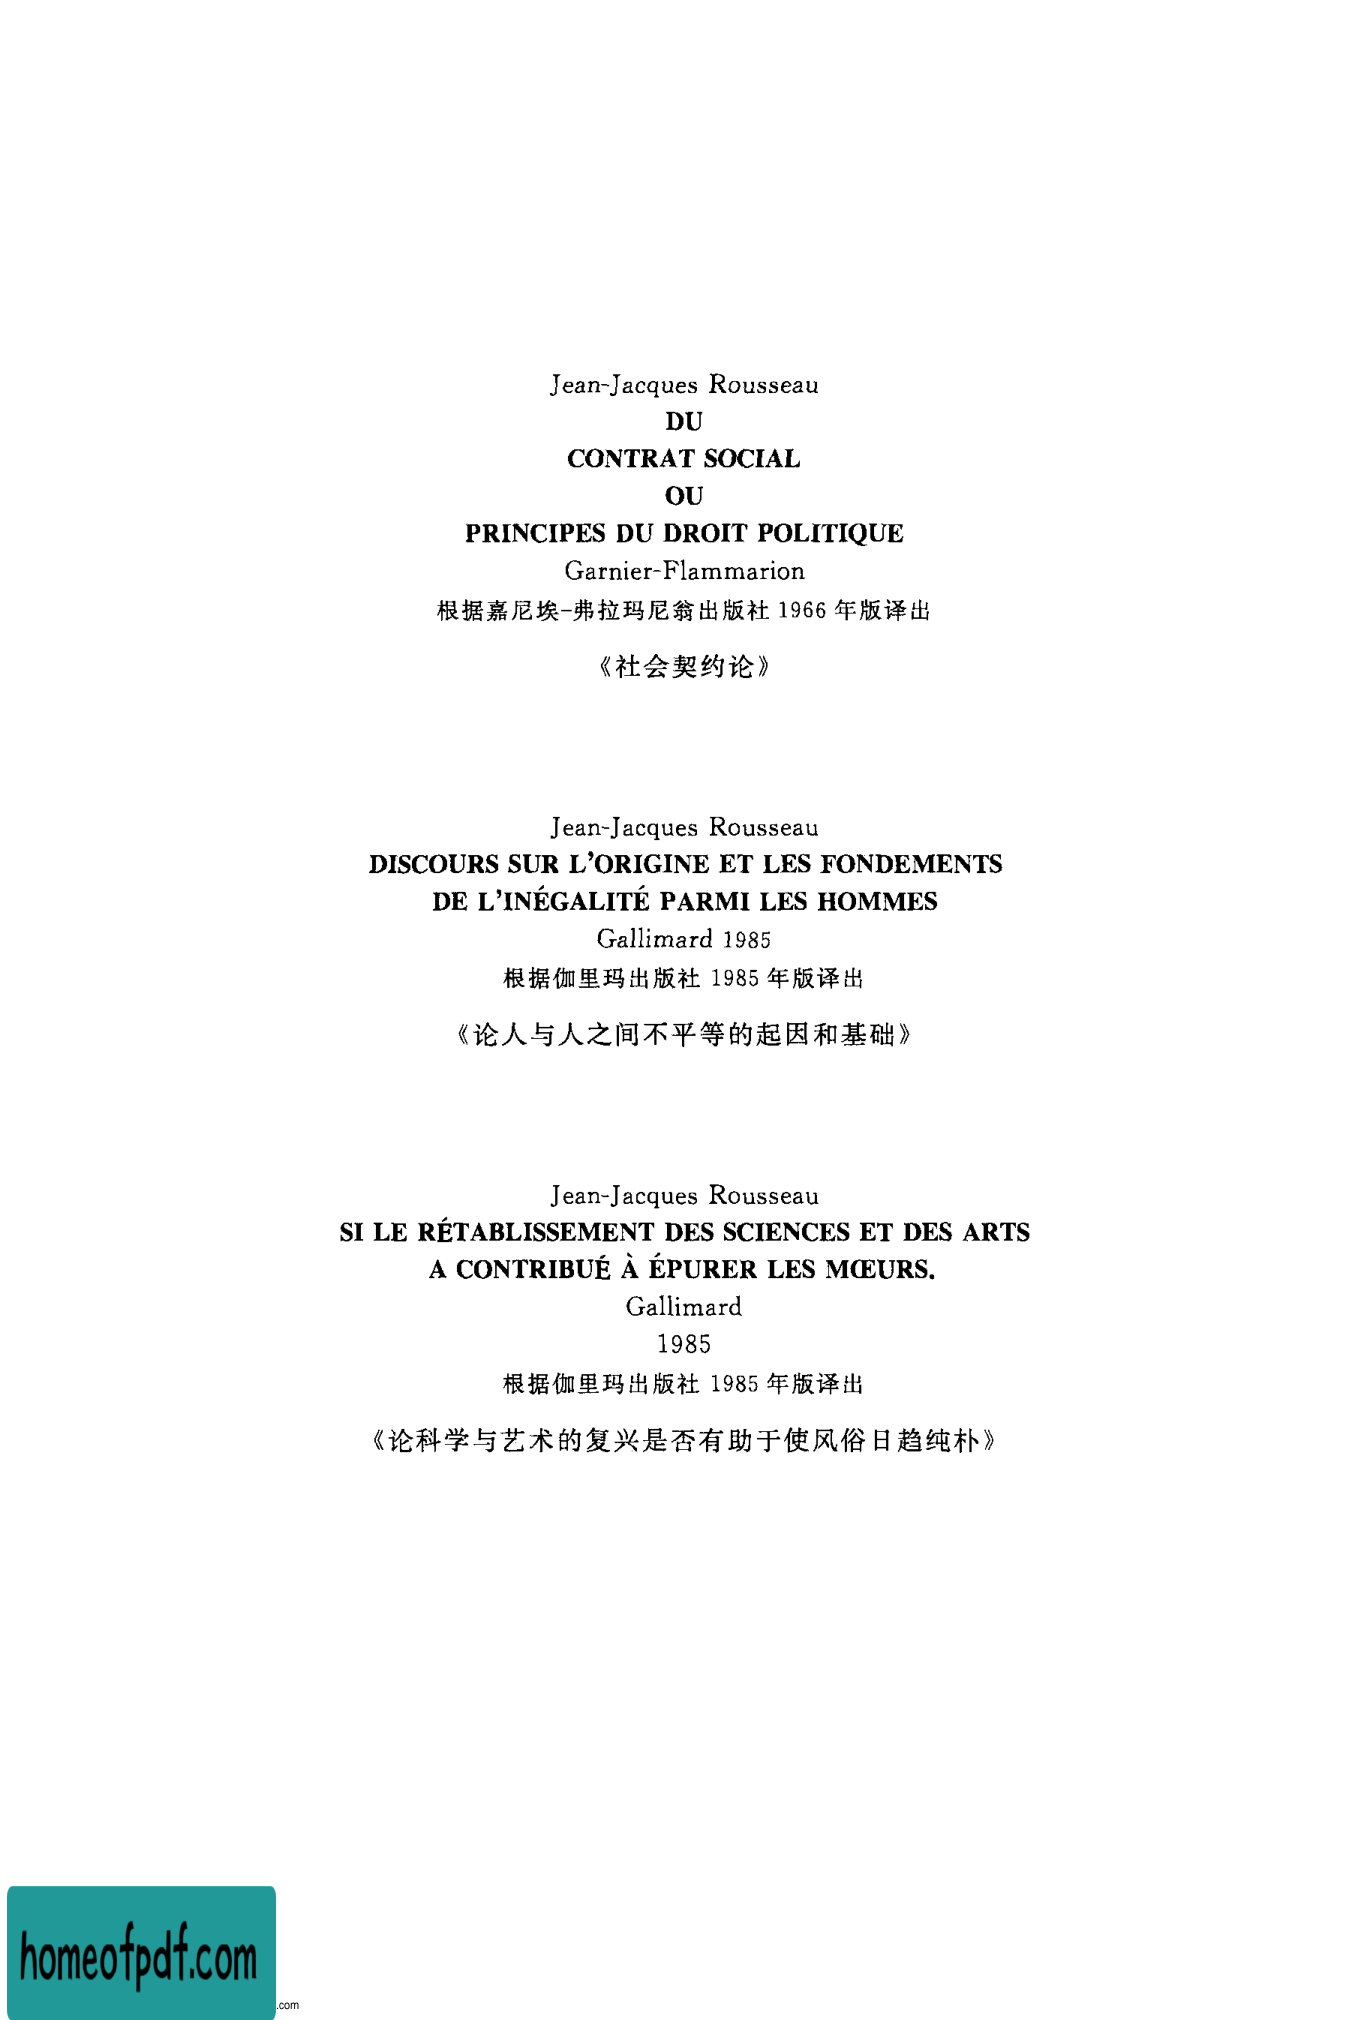 Jean-Jacques Rousseau
DU
CONTRAT SOCIAL
OU
PRINCIPES DU DROIT POLITIQUE
Garnier-Flammarion
根据嘉尼埃-弗拉玛尼翁出版社 1966 年版译出
《社会契约论》
Jean-Jacques Rousseau
DISCOURS SUR L'ORIGINE ET LES FONDEMENTS
DE L'INÉGALITÉ PARMI LES HOMMES
Gallimard 1985
根据伽里玛出版社 1985 年版译出
《论人与人之间不平等的起因和基础》
Jean-Jacques Rousseau
SI LE RÉTABLISSEMENT DES SCIENCES ET DES ARTS
A CONTRIBUÉ À ÉPURER LES MŒURS.
Gallimard
1985
根据伽里玛出版社 1985 年版译出
《论科学与艺术的复兴是否有助于使风俗日趋纯朴》
homeofpdf.com
.com